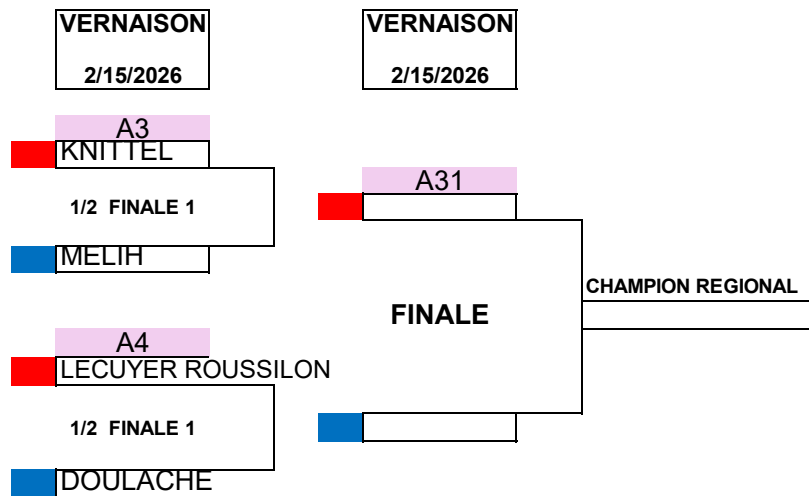 VERNAISON
2/15/2026
VERNAISON
2/15/2026
A3
KNITTEL
1/2 FINALE 1
MELIH
A4
LECUYER ROUSSILON
1/2 FINALE 1
DOULACHE
A31
FINALE
CHAMPION REGIONAL